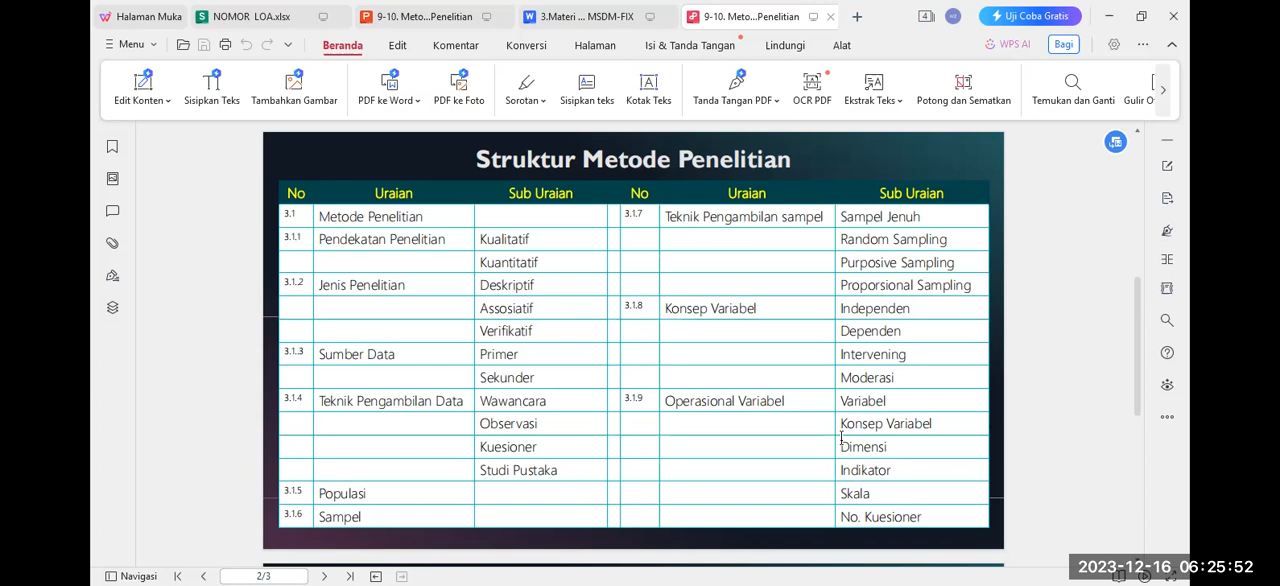 Halaman Muka NOMOR LOA.xlsx 9-10. Meto...Penelitian 3.Materi ... MSDM-FIX 9-10. Meto...Penelitian 4 Uji Coba Gratis
Menu Beranda Edit Komentar Konversi Halaman Isi & Tanda Tangan Lindungi Alat WPS AI Bagi
Edit Konten Sisipkan Teks Tambahkan Gambar PDF ke Word PDF ke Foto Sorotan Sisipkan teks Kotak Teks Tanda Tangan PDF OCR PDF Ekstrak Teks Potong dan Sematkan Temukan dan Ganti Gulir O
Struktur Metode Penelitian
No Uraian Sub Uraian No Uraian Sub Uraian
3.1 Metode Penelitian 3.1.7 Teknik Pengambilan sampel Sampel Jenuh
3.1.1 Pendekatan Penelitian Kualitatif Random Sampling
Kuantitatif Purposive Sampling
3.1.2 Jenis Penelitian Deskriptif Proporsional Sampling
Assosiatif 3.1.8 Konsep Variabel Independen
Verifikatif Dependen
3.1.3 Sumber Data Primer Intervening
Sekunder Moderasi
3.1.4 Teknik Pengambilan Data Wawancara 3.1.9 Operasional Variabel Variabel
Observasi Konsep Variabel
Kuesioner Dimensi
Studi Pustaka Indikator
3.1.5 Populasi Skala
3.1.6 Sampel No. Kuesioner
Navigasi 2/3
2023-12-16 06:25:52